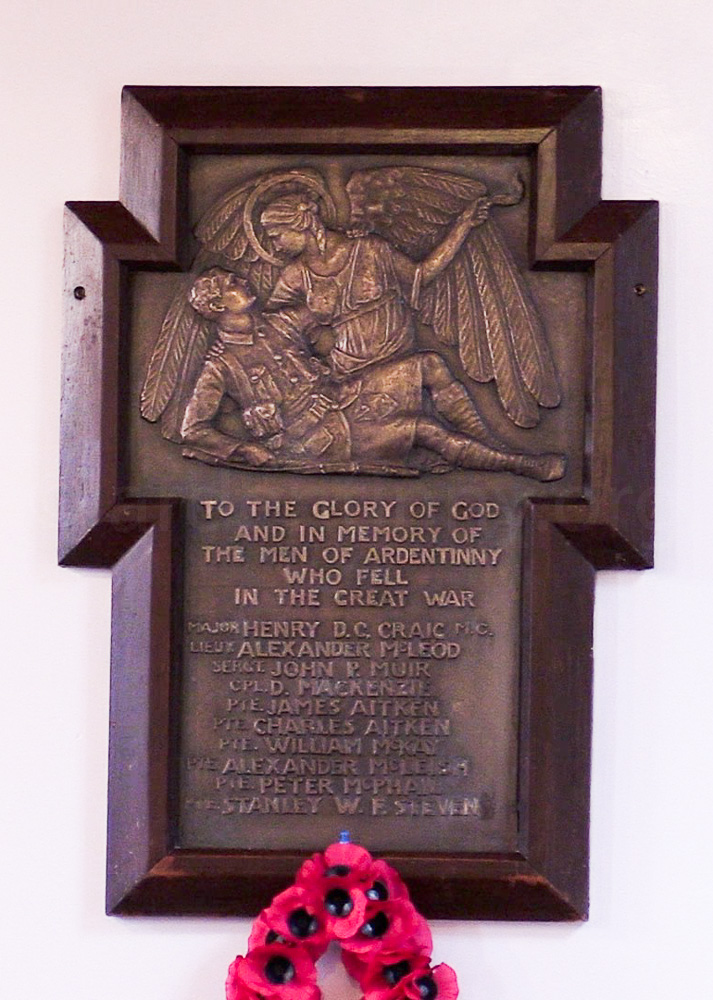 TO THE GLORY OF GOD
AND IN MEMORY OF
THE MEN OF ARDENTINNY
WHO FELL
IN THE GREAT WAR
MAJOR HENRY D.C. CRAIG M.C.
LIEUT ALEXANDER McLEOD
SERGT. JOHN P. MUIR
CPL. D. MACKENZIE
PTE. JAMES AITKEN
PTE. CHARLES AITKEN
PTE. WILLIAM McKAY
PTE. ALEXANDER McLEISH
PTE. PETER McPHAIL
PTE. STANLEY W. F. STEVEN